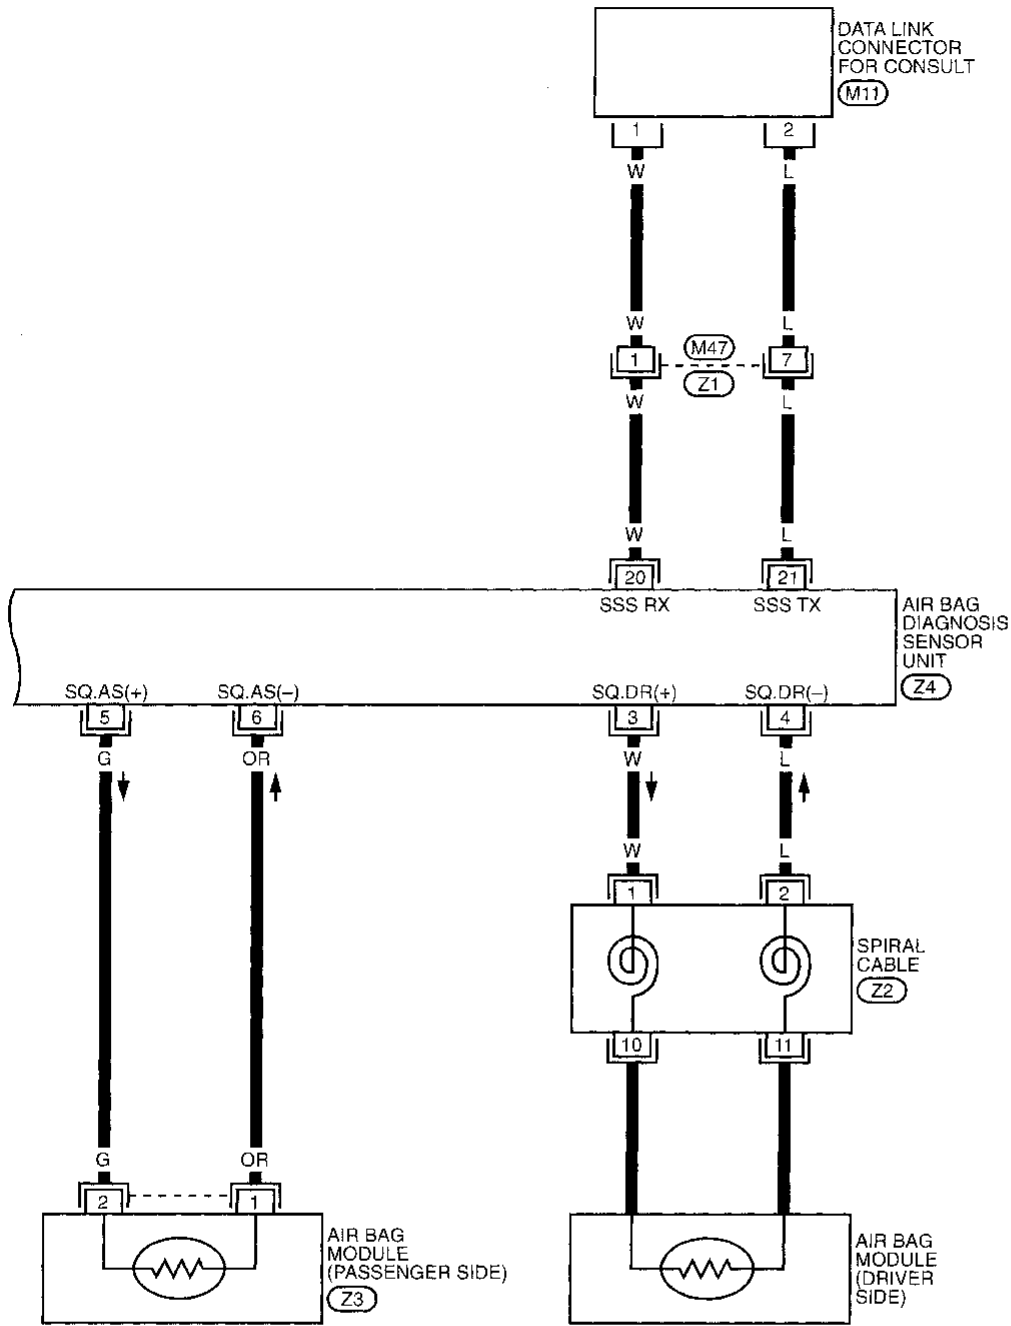 DATA LINK
CONNECTOR
FOR CONSULT
M11
1 2
W L
W L
M47
1 7
Z1
W L
W L
20 21
SSS RX SSS TX
AIR BAG
DIAGNOSIS
SENSOR
UNIT
Z4
SQ.AS(+) SQ.AS(−) SQ.DR(+) SQ.DR(−)
5 6 3 4
G OR W L
W L
1 2
SPIRAL
CABLE
Z2
10 11
G OR
2 1
AIR BAG
MODULE
(PASSENGER SIDE)
Z3
AIR BAG
MODULE
(DRIVER
SIDE)